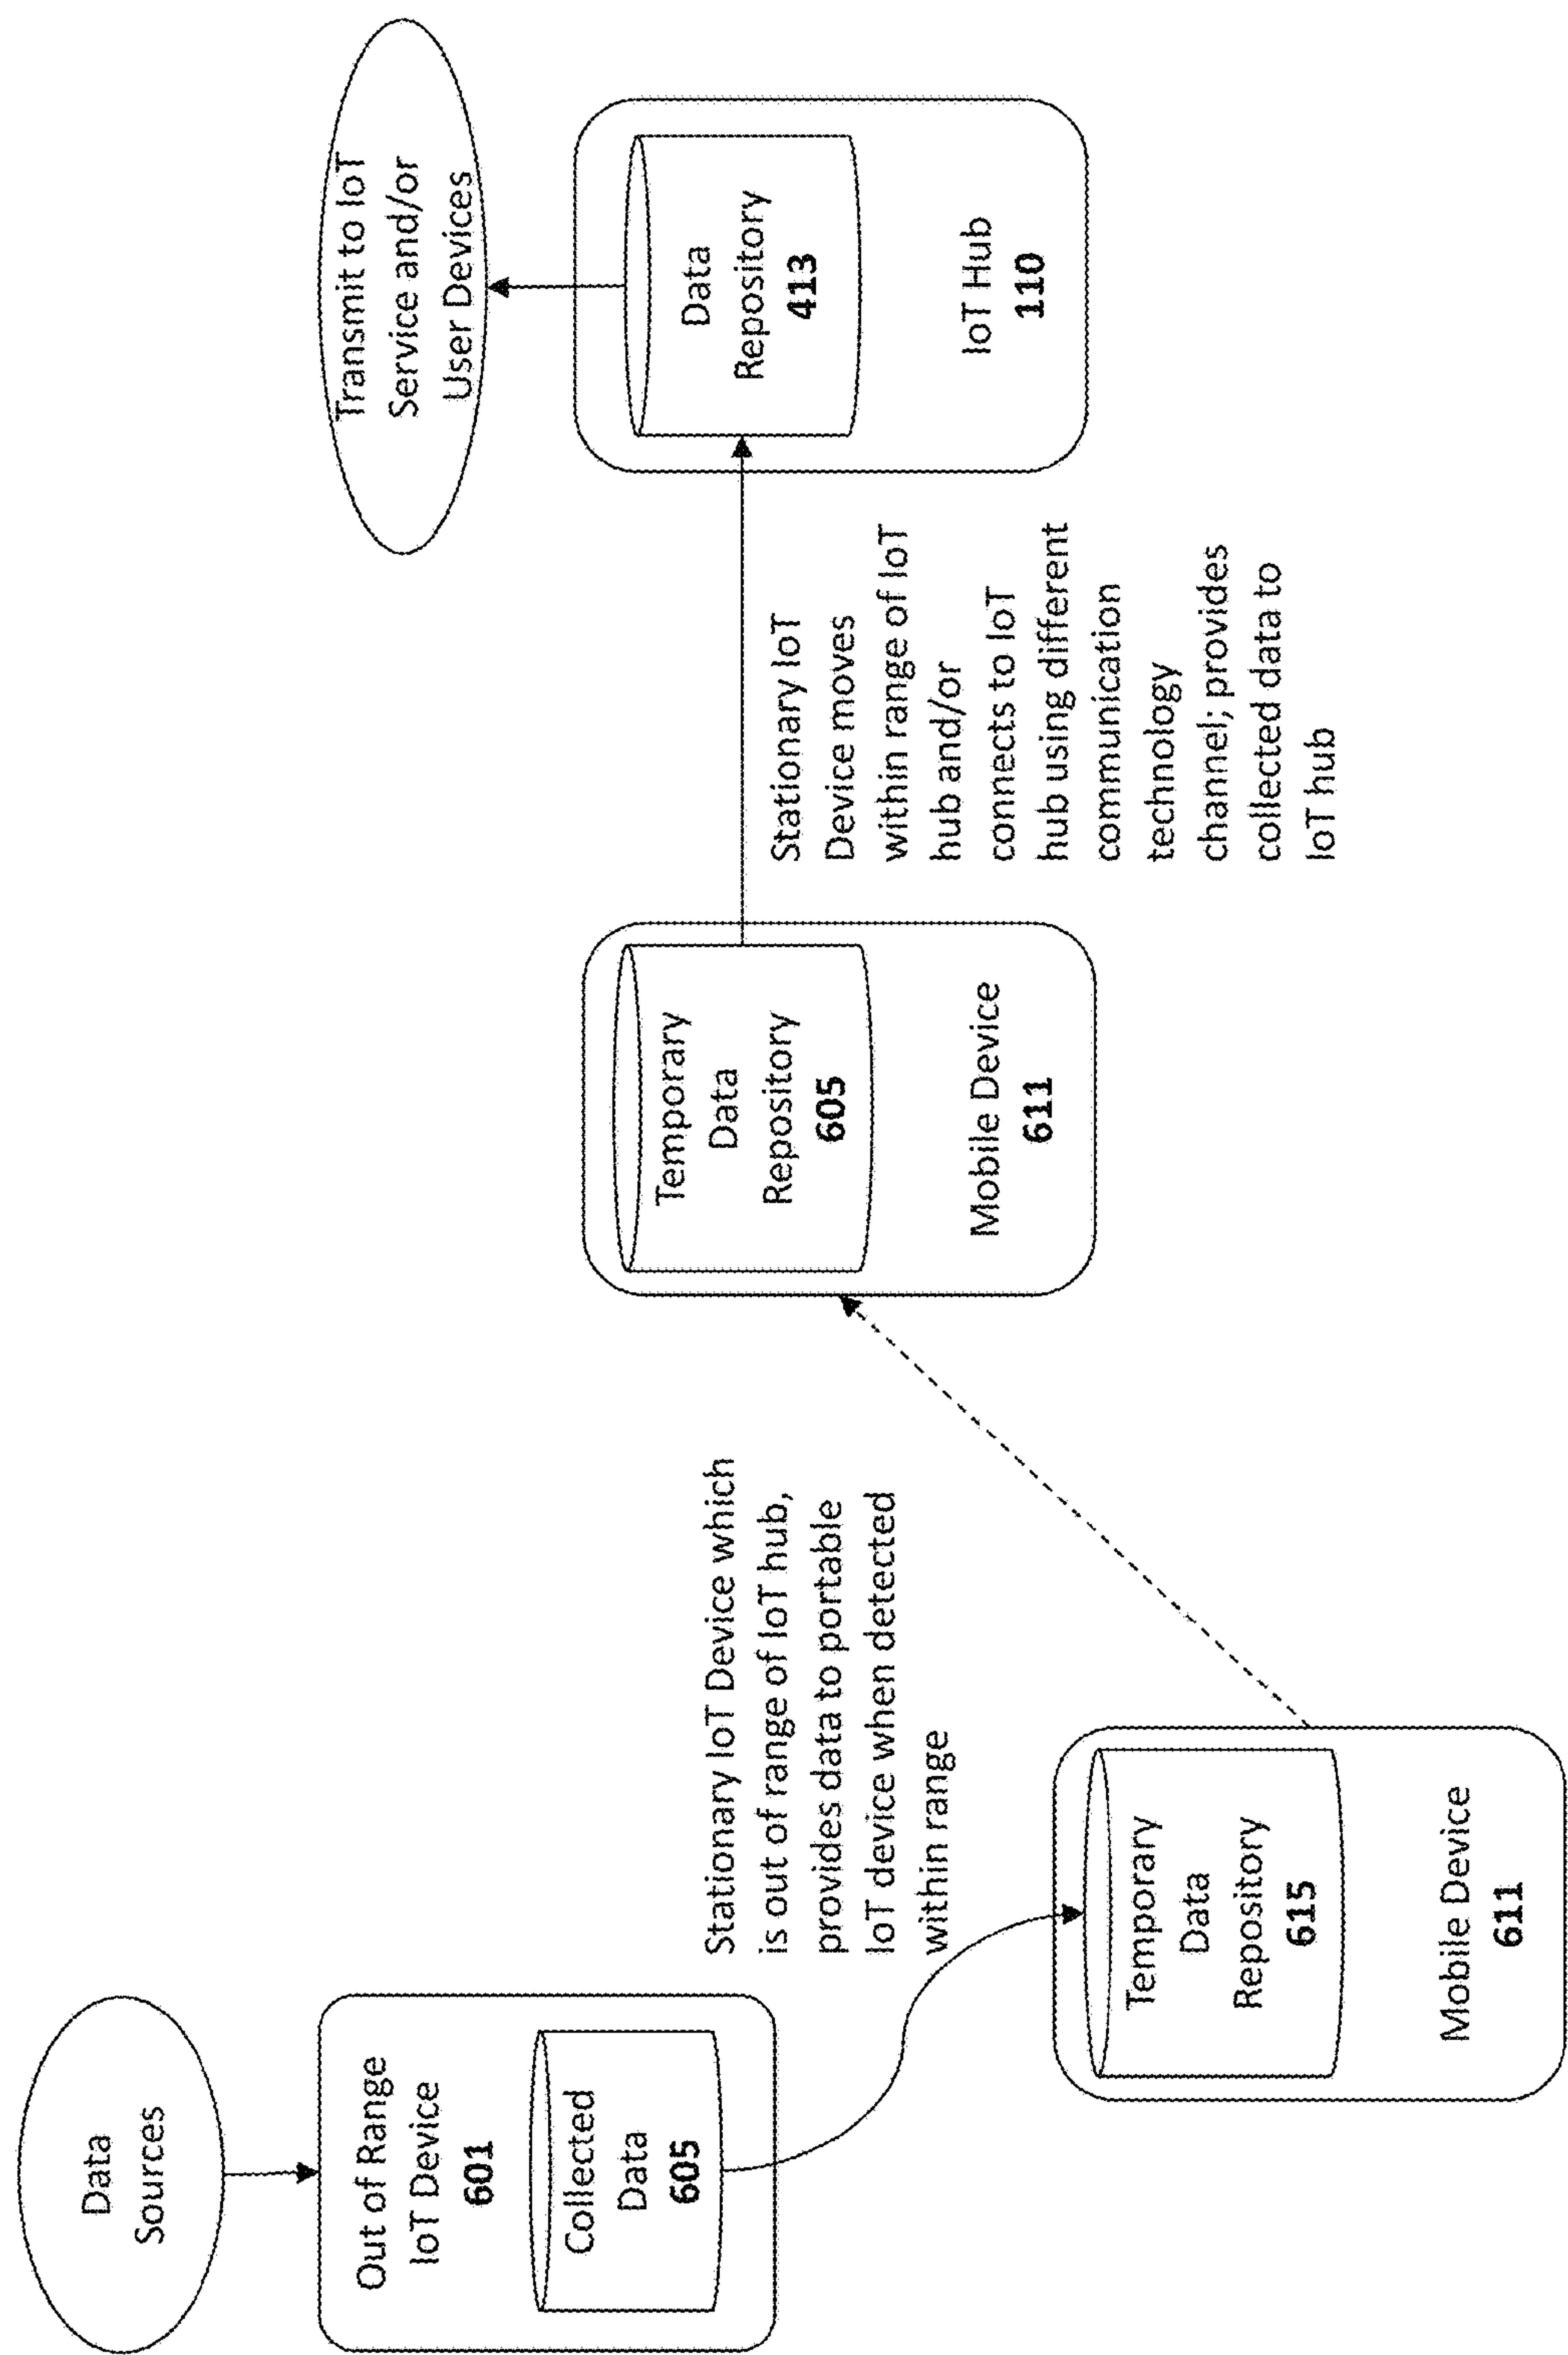 Data
Sources
Out of Range
IoT Device
601
Collected
Data
605
Stationary IoT Device which
is out of range of IoT hub,
provides data to portable
IoT device when detected
within range
Temporary
Data
Repository
615
Mobile Device
611
Temporary
Data
Repository
605
Mobile Device
611
Stationary IoT
Device moves
within range of IoT
hub and/or
connects to IoT
hub using different
communication
technology
channel; provides
collected data to
IoT hub
Data
Repository
413
IoT Hub
110
Transmit to IoT
Service and/or
User Devices